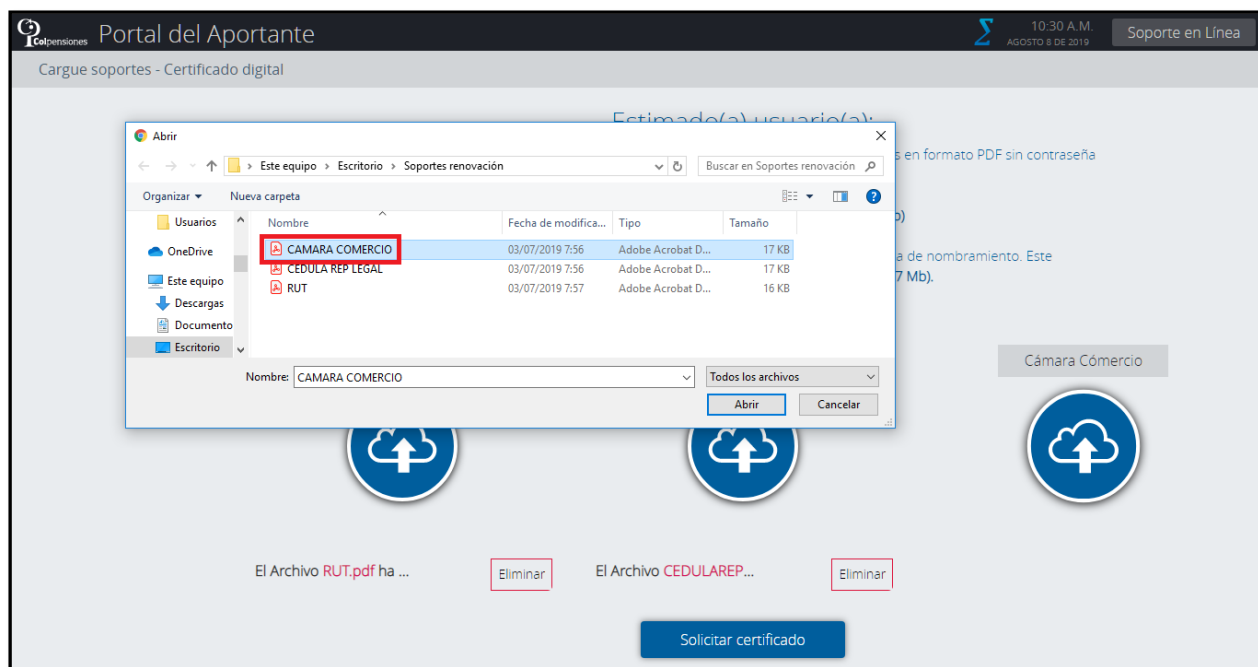 Colpensiones Portal del Aportante
10:30 A.M.
AGOSTO 8 DE 2019
Soporte en Línea
Cargue soportes - Certificado digital
Estimado(a) usuario(a):
Abrir
Este equipo > Escritorio > Soportes renovación
Buscar en Soportes renovación
s en formato PDF sin contraseña
Organizar
Nueva carpeta
Usuarios
OneDrive
Este equipo
Descargas
Documento
Escritorio
Nombre Fecha de modifica... Tipo Tamaño
CAMARA COMERCIO 03/07/2019 7:56 Adobe Acrobat D... 17 KB
CEDULA REP LEGAL 03/07/2019 7:56 Adobe Acrobat D... 17 KB
RUT 03/07/2019 7:57 Adobe Acrobat D... 16 KB
a de nombramiento. Este
7 Mb).
Nombre: CAMARA COMERCIO
Todos los archivos
Abrir
Cancelar
Cámara Cómercio
El Archivo RUT.pdf ha ...
Eliminar
El Archivo CEDULAREP...
Eliminar
Solicitar certificado